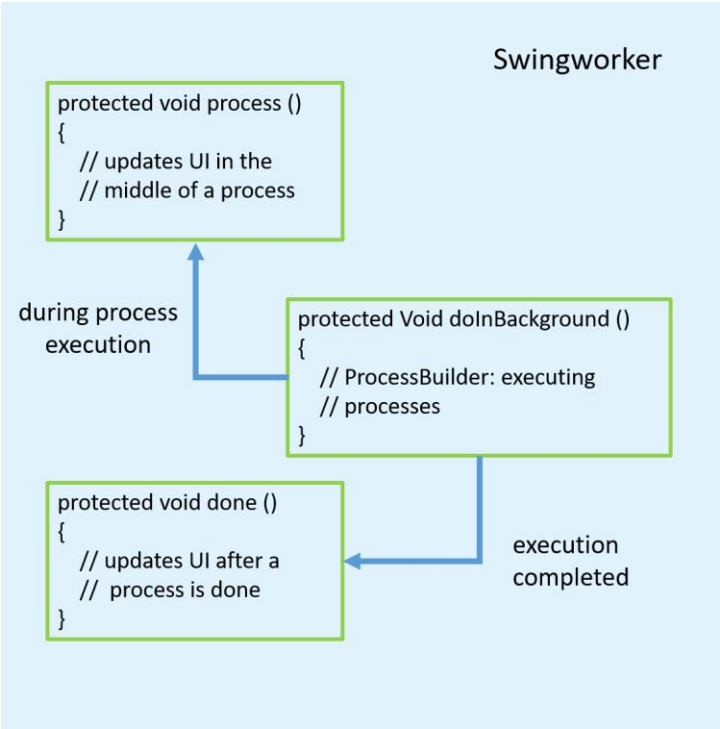 Swingworker
protected void process ()
{
// updates UI in the
// middle of a process
}
during process
execution
protected Void doInBackground ()
{
// ProcessBuilder: executing
// processes
}
protected void done ()
{
// updates UI after a
//  process is done
}
execution
completed